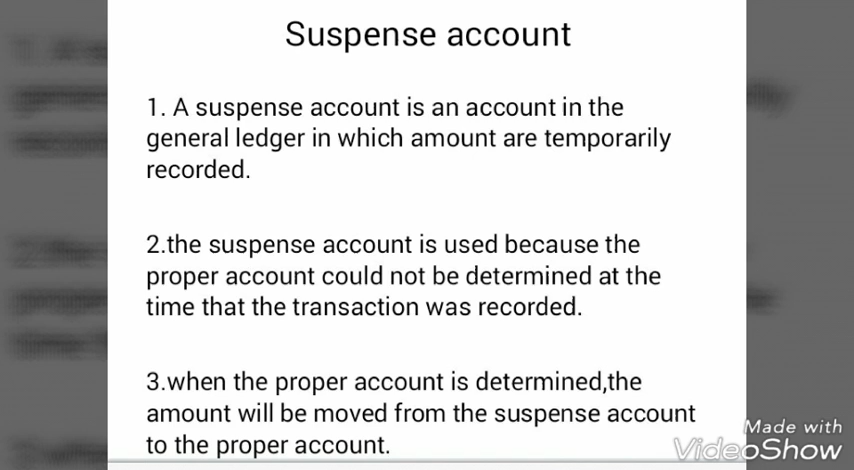 Suspense account
1. A suspense account is an account in the
general ledger in which amount are temporarily
recorded.
2.the suspense account is used because the
proper account could not be determined at the
time that the transaction was recorded.
3.when the proper account is determined,the
amount will be moved from the suspense account
to the proper account.
Made with
VideoShow